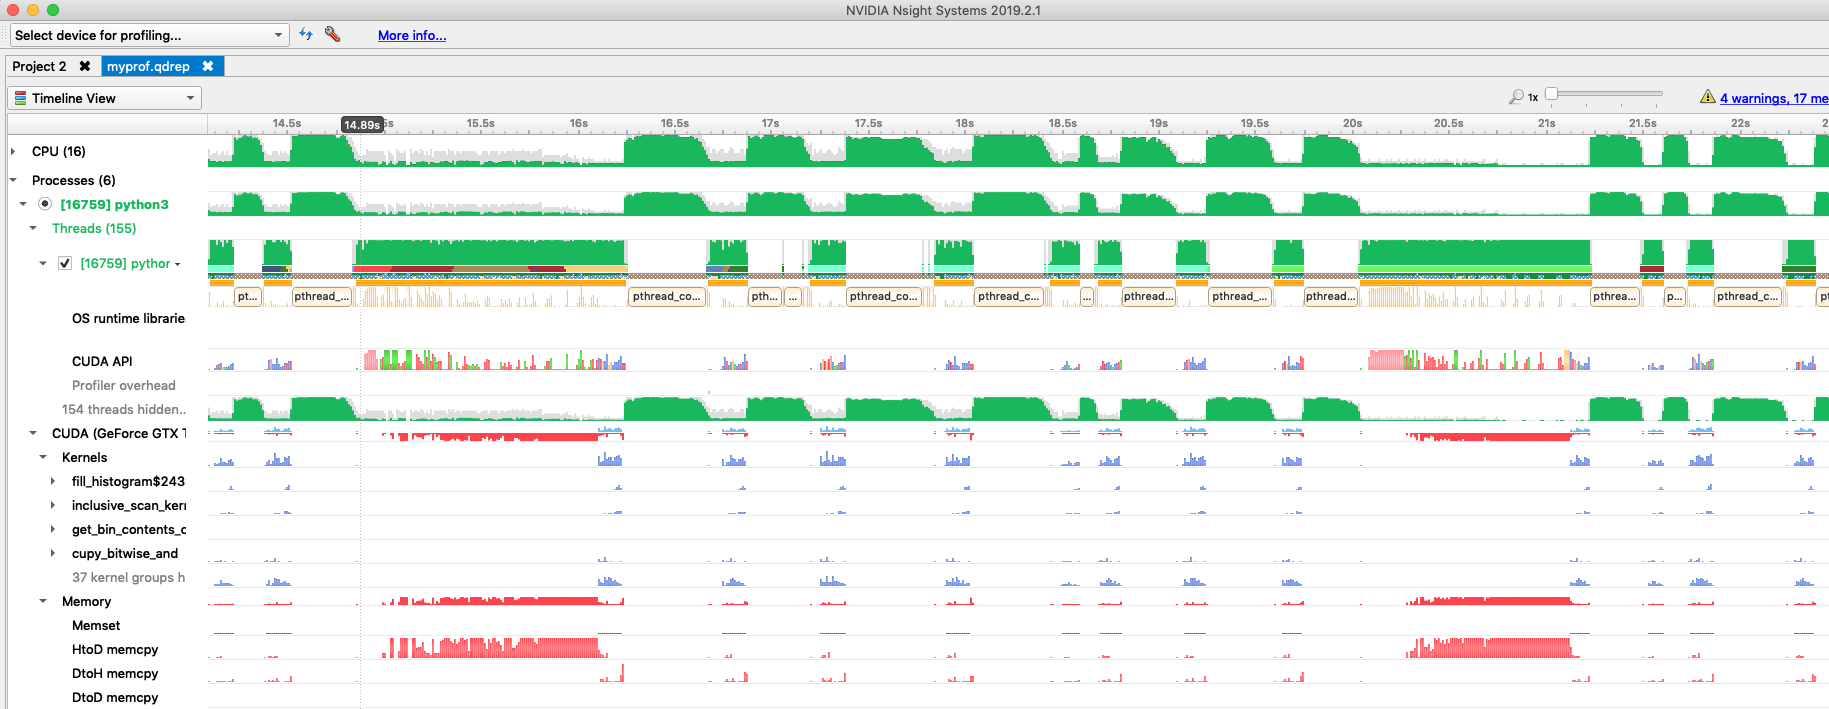 NVIDIA Nsight Systems 2019.2.1
Select device for profiling...
More info...
Project 2
myprof.qdrep
Timeline View
1x
4 warnings, 17 me
14.5s 14.89s 5s 15.5s 16s 16.5s 17s 17.5s 18s 18.5s 19s 19.5s 20s 20.5s 21s 21.5s 22s 2
CPU (16)
Processes (6)
[16759] python3
Threads (155)
[16759] pythor
pt... pthread_... pthread_co... pth... ... pthread_co... pthread_c... ... pthread... pthread_... pthread... pthrea... p... pthread_c... pt
OS runtime librarie
CUDA API
Profiler overhead
154 threads hidden..
CUDA (GeForce GTX T
Kernels
fill_histogram$243
inclusive_scan_ker
get_bin_contents_c
cupy_bitwise_and
37 kernel groups h
Memory
Memset
HtoD memcpy
DtoH memcpy
DtoD memcpy